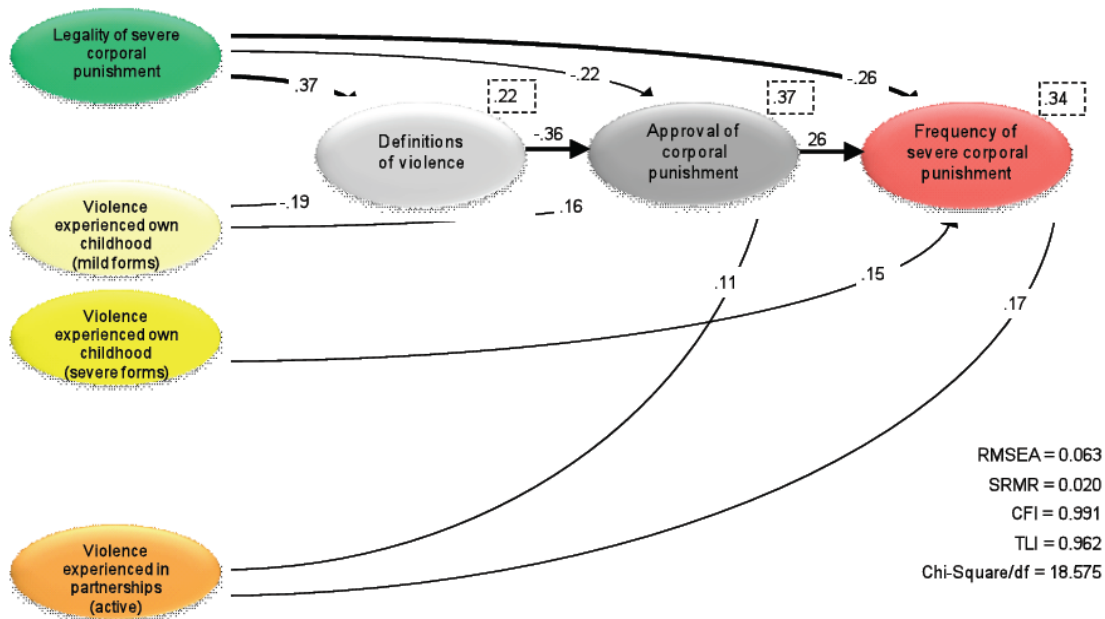 Legality of severe
corporal
punishment
.37
-.22
-.26
.22
.37
.34
Definitions
of violence
-.36
Approval of
corporal
punishment
.26
Frequency of
severe corporal
punishment
Violence
experienced own
childhood
(mild forms)
-.19
.16
Violence
experienced own
childhood
(severe forms)
.11
.15
.17
Violence
experienced in
partnerships
(active)
RMSEA = 0.063
SRMR = 0.020
CFI = 0.991
TLI = 0.962
Chi-Square/df = 18.575